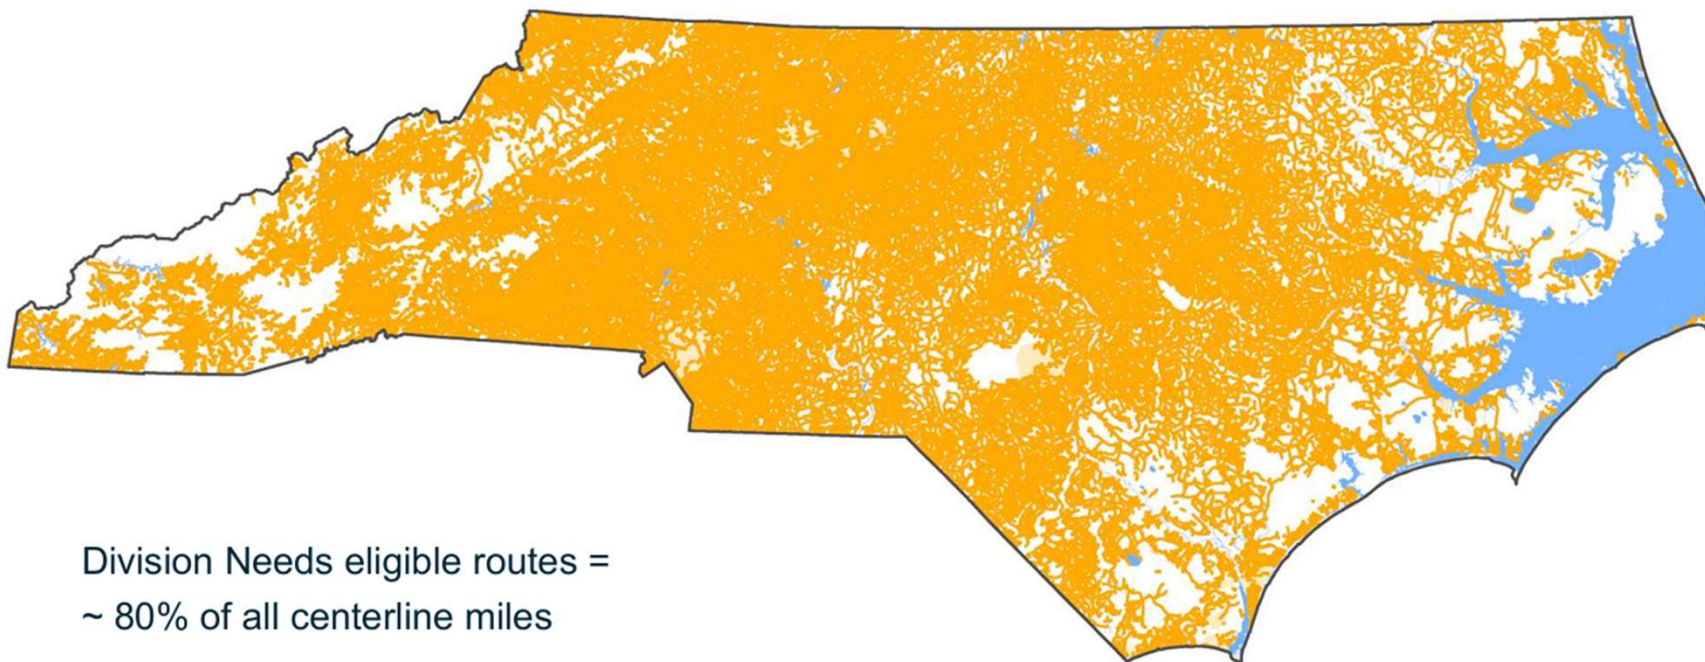 Division Needs eligible routes =
~ 80% of all centerline miles